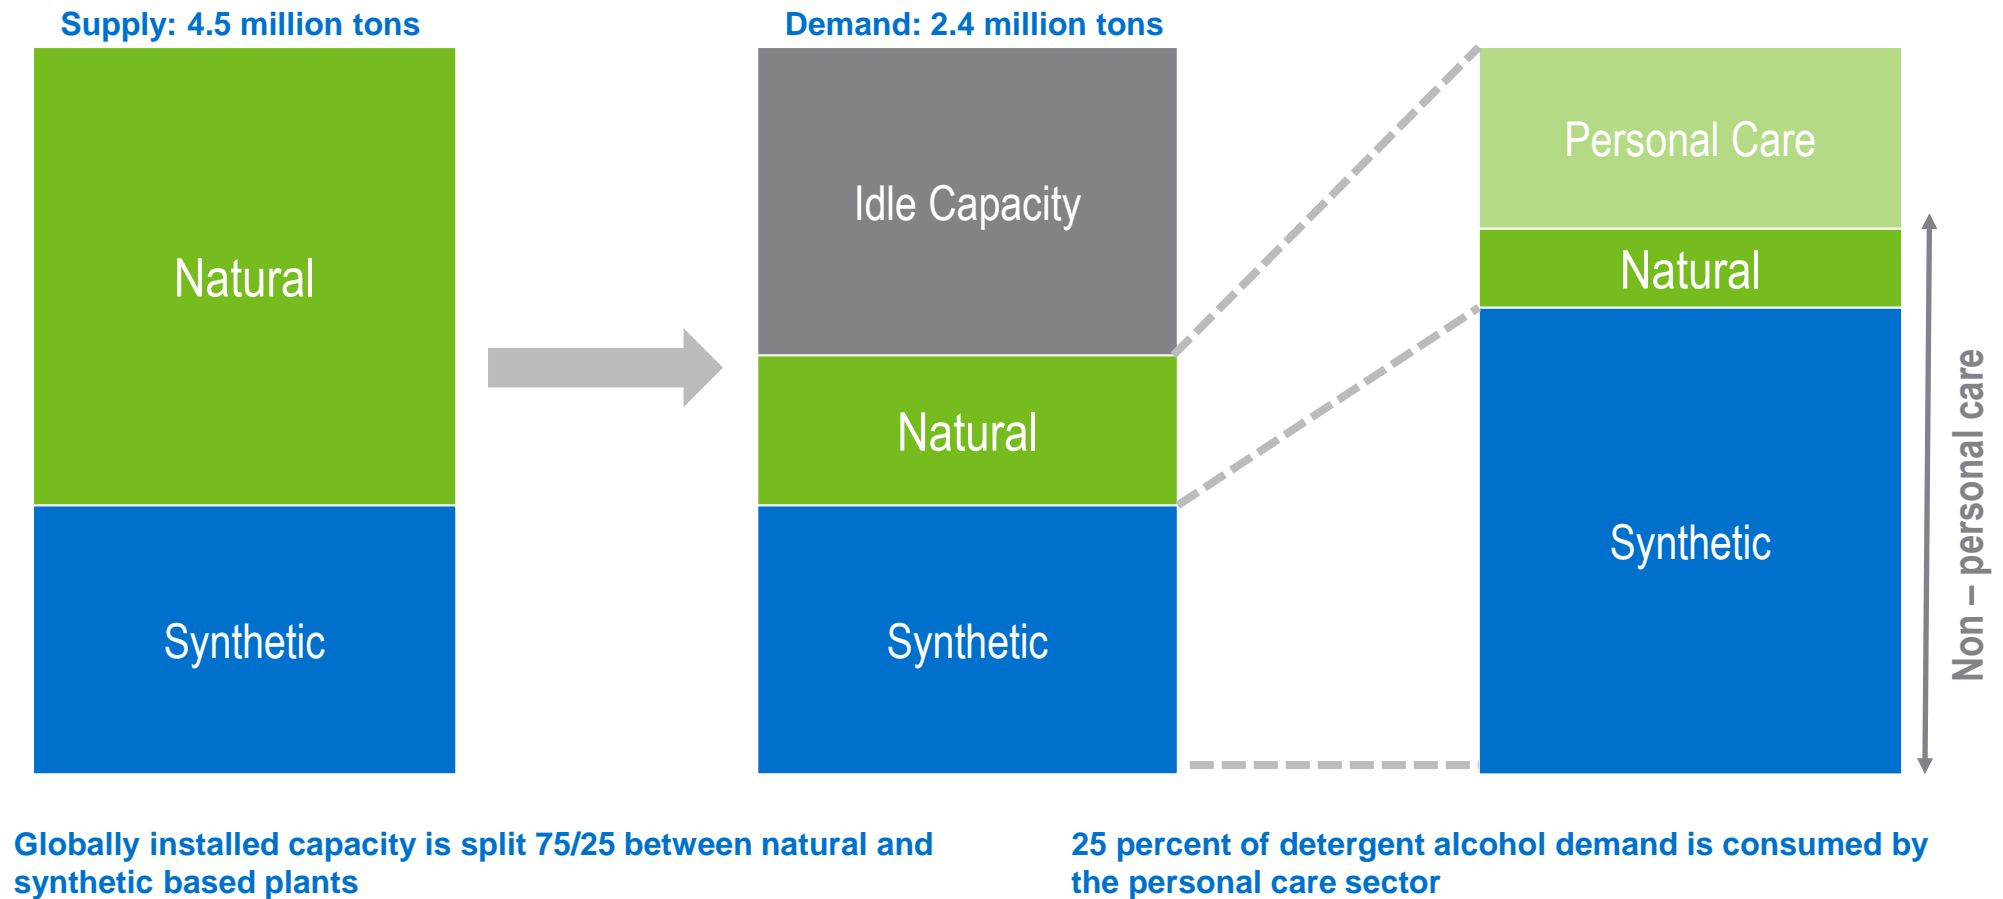 Supply: 4.5 million tons
Demand: 2.4 million tons
Natural
Synthetic
Idle Capacity
Natural
Synthetic
Personal Care
Natural
Synthetic
Non – personal care
Globally installed capacity is split 75/25 between natural and
synthetic based plants
25 percent of detergent alcohol demand is consumed by
the personal care sector